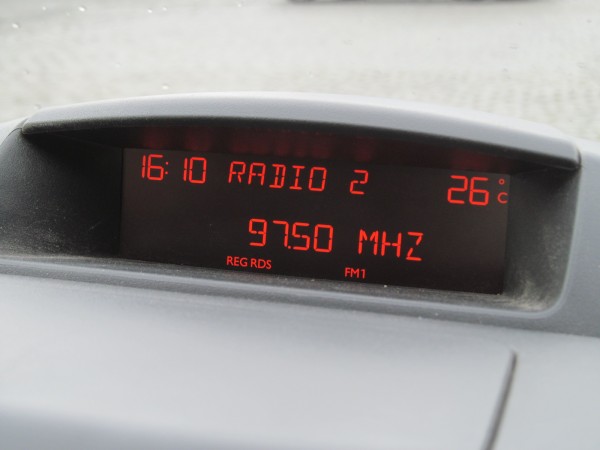 16:10 RADIO 2 26°C
97.50 MHZ
REG RDS FM1